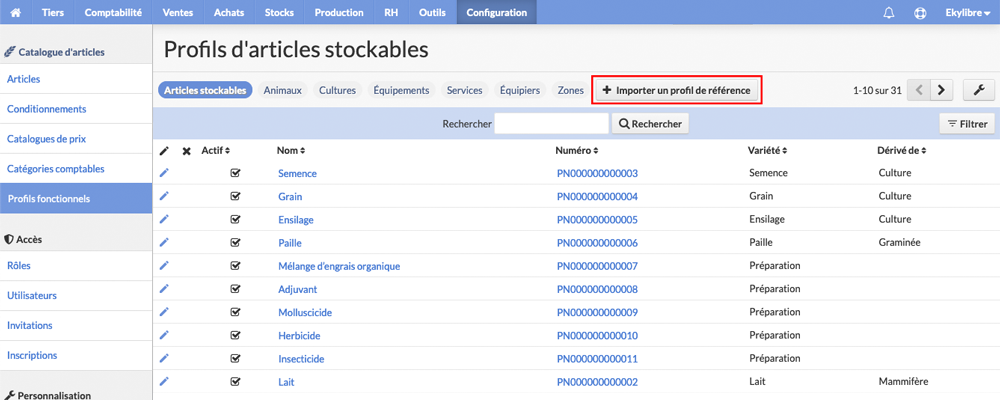 Tiers Comptabilité Ventes Achats Stocks Production RH Outils Configuration Ekylibre
Catalogue d'articles
Articles
Conditionnements
Catalogues de prix
Catégories comptables
Profils fonctionnels
Accès
Rôles
Utilisateurs
Invitations
Inscriptions
Personnalisation
Profils d'articles stockables
Articles stockables Animaux Cultures Équipements Services Équipiers Zones Importer un profil de référence 1-10 sur 31
Rechercher Rechercher Filtrer
Actif Nom Numéro Variété Dérivé de
Semence PN000000000003 Semence Culture
Grain PN000000000004 Grain Culture
Ensilage PN000000000005 Ensilage Culture
Paille PN000000000006 Paille Graminée
Mélange d'engrais organique PN000000000007 Préparation
Adjuvant PN000000000008 Préparation
Molluscicide PN000000000009 Préparation
Herbicide PN000000000010 Préparation
Insecticide PN000000000011 Préparation
Lait PN000000000002 Lait Mammifère